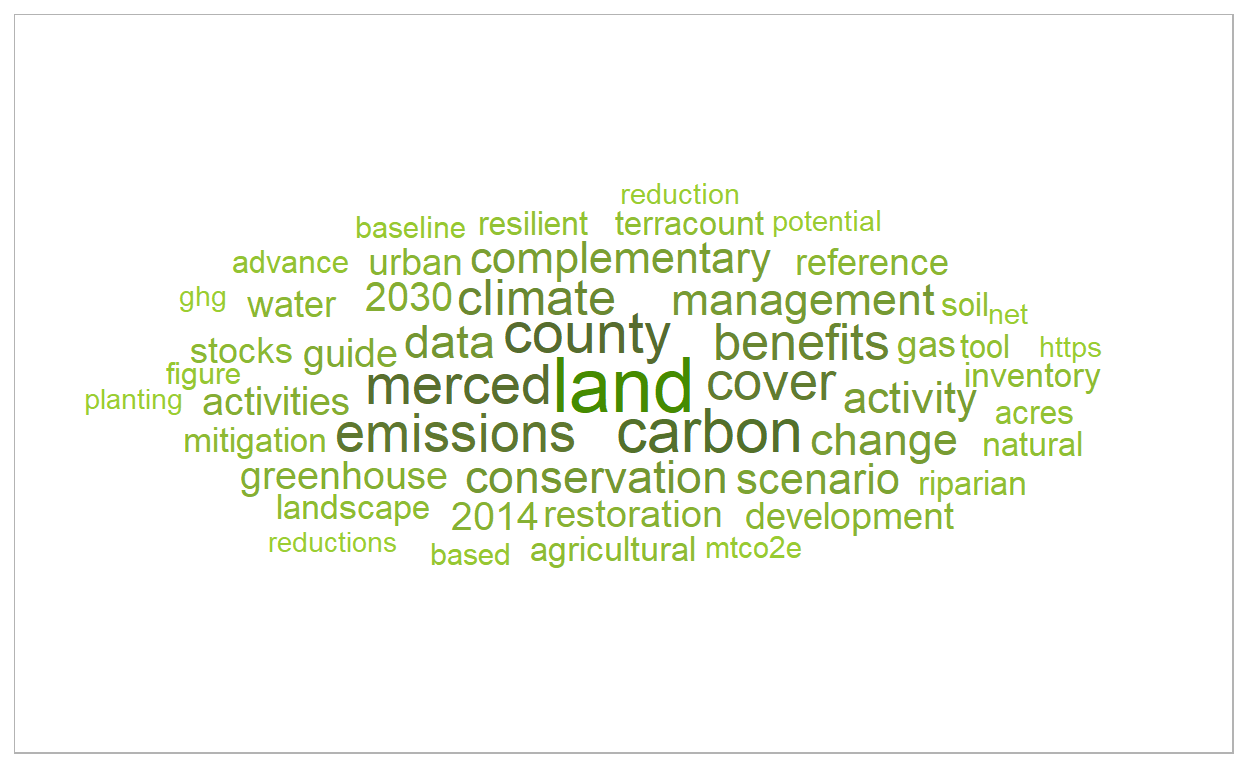 reduction
baseline resilient terracount potential
advance urban complementary reference
ghg water 2030 climate management soil net
stocks guide data county benefits gas tool https
figure merced land cover inventory
planting activities activity acres
mitigation emissions carbon change natural
greenhouse conservation scenario riparian
landscape 2014 restoration development
reductions based agricultural mtco2e